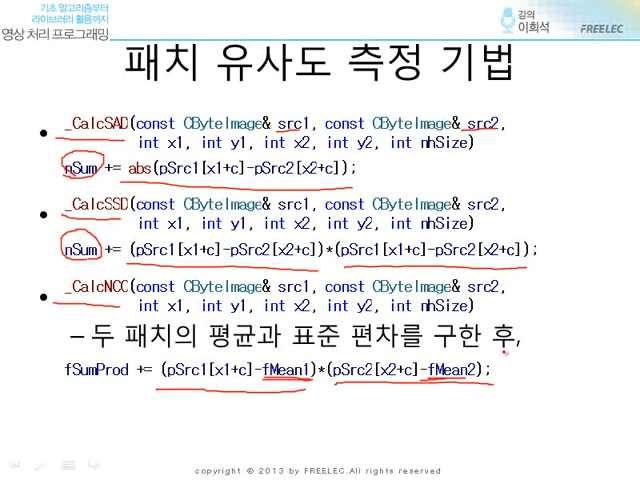 기초 알고리즘부터
라이브러리 활용까지
영상 처리 프로그래밍
강의
이희석
FREELEC
패치 유사도 측정 기법
• _CalcSAD(const CByteImage& src1, const CByteImage& src2,
int x1, int y1, int x2, int y2, int nhSize)
nSum += abs(pSrc1[x1+c]-pSrc2[x2+c]);
• _CalcSSD(const CByteImage& src1, const CByteImage& src2,
int x1, int y1, int x2, int y2, int nhSize)
nSum += (pSrc1[x1+c]-pSrc2[x2+c])*(pSrc1[x1+c]-pSrc2[x2+c]);
• _CalcNCC(const CByteImage& src1, const CByteImage& src2,
int x1, int y1, int x2, int y2, int nhSize)
– 두 패치의 평균과 표준 편차를 구한 후,
fSumProd += (pSrc1[x1+c]-fMean1)*(pSrc2[x2+c]-fMean2);
copyright © 2013 by FREELEC.All rights reserved